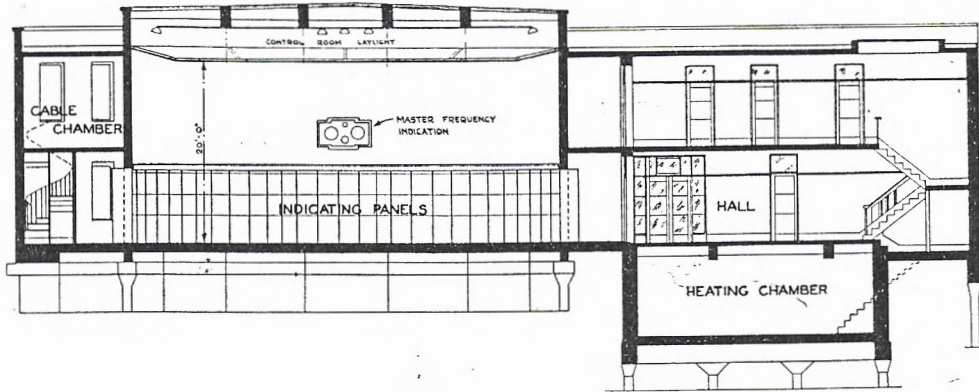 CONTROL ROOM LAYLIGHT
CABLE
CHAMBER
MASTER FREQUENCY
INDICATION
20'·0"
INDICATING PANELS
HALL
HEATING CHAMBER